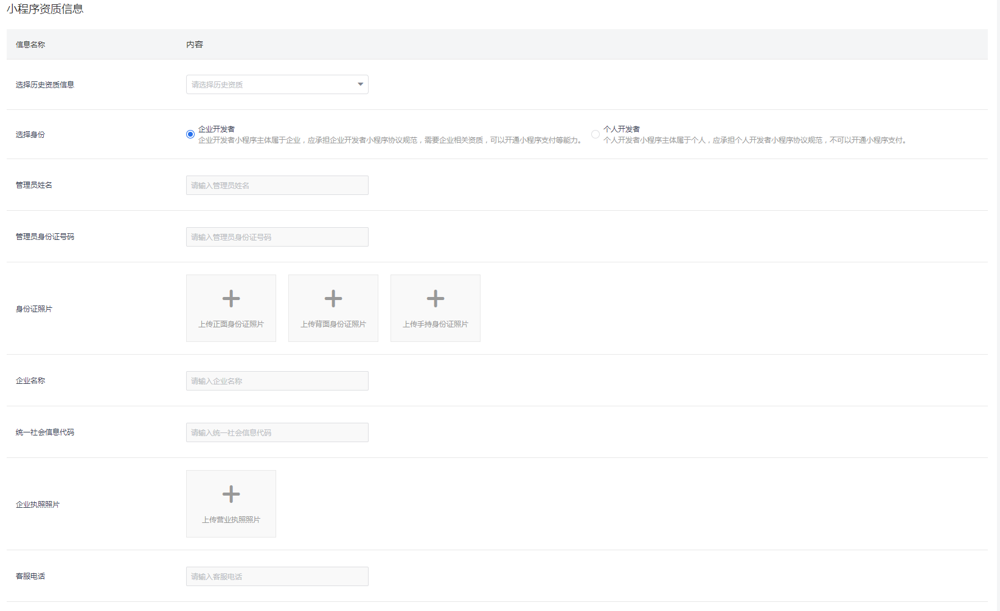 小程序资质信息
信息名称 内容
选择历史资质信息 请选择历史资质
选择身份 企业开发者 个人开发者
企业开发者小程序主体属于企业，应承担企业开发者小程序协议规范，需要企业相关资质，可以开通小程序支付等能力。 个人开发者小程序主体属于个人，应承担个人开发者小程序协议规范，不可以开通小程序支付。
管理员姓名 请输入管理员姓名
管理员身份证号码 请输入管理员身份证号码
身份证照片 上传正面身份证照片 上传背面身份证照片 上传手持身份证照片
企业名称 请输入企业名称
统一社会信息代码 请输入统一社会信息代码
企业执照照片 上传营业执照照片
客服电话 请输入客服电话